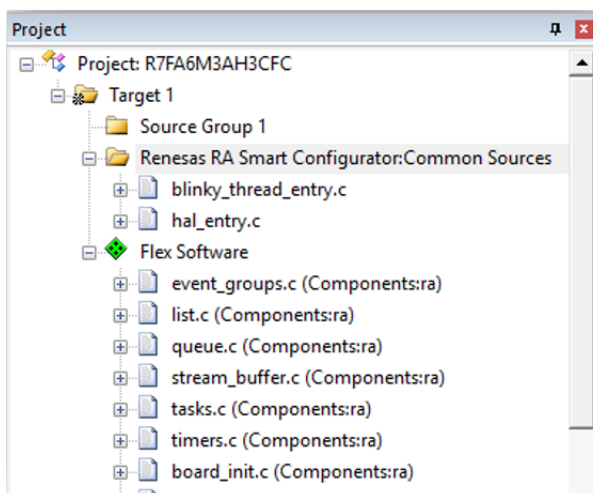 Project
Project: R7FA6M3AH3CFC
Target 1
Source Group 1
Renesas RA Smart Configurator:Common Sources
blinky_thread_entry.c
hal_entry.c
Flex Software
event_groups.c (Components:ra)
list.c (Components:ra)
queue.c (Components:ra)
stream_buffer.c (Components:ra)
tasks.c (Components:ra)
timers.c (Components:ra)
board_init.c (Components:ra)